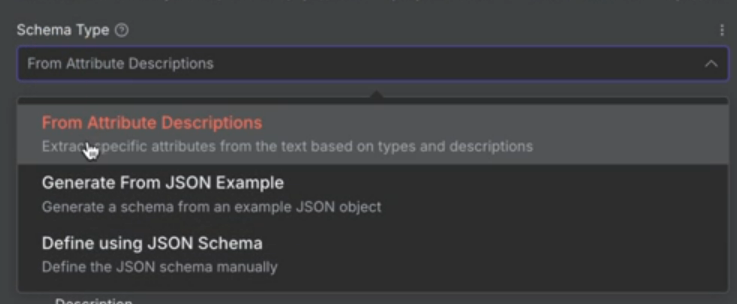 Schema Type
From Attribute Descriptions
From Attribute Descriptions
Extract specific attributes from the text based on types and descriptions
Generate From JSON Example
Generate a schema from an example JSON object
Define using JSON Schema
Define the JSON schema manually
Description